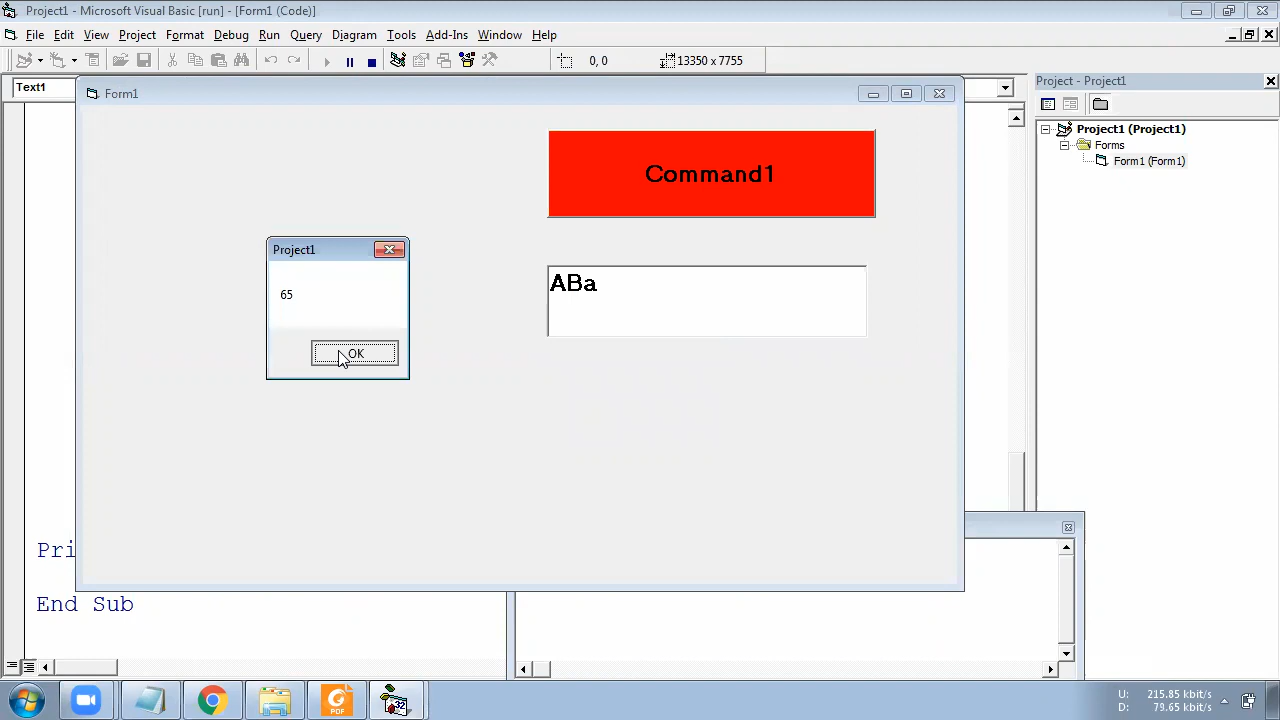 Project1 - Microsoft Visual Basic [run] - [Form1 (Code)]
File Edit View Project Format Debug Run Query Diagram Tools Add-Ins Window Help
0, 0 13350 x 7755
Text1
Form1
Project - Project1
Project1 (Project1)
Forms
Form1 (Form1)
Command1
Project1
65
OK
ABa
Pri
End Sub
PDF
32
U: 215.85 kbit/s
D: 79.65 kbit/s